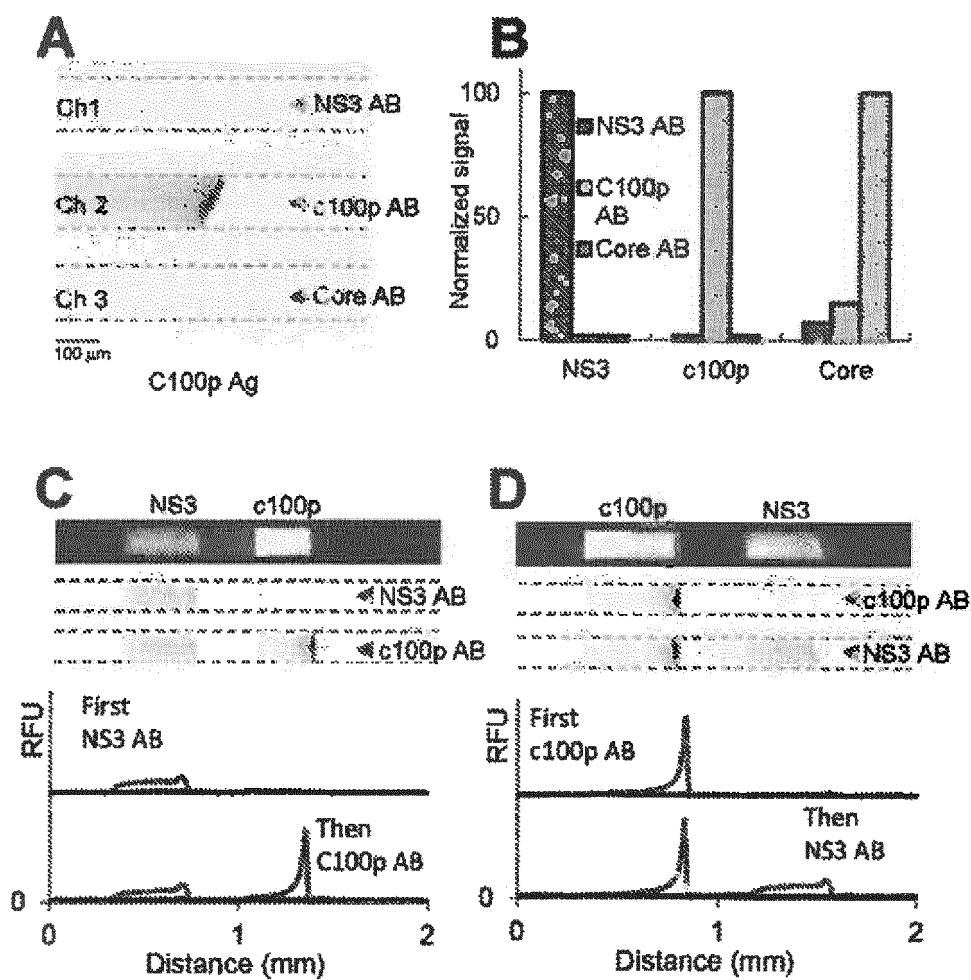 A
Ch1
NS3 AB
Ch 2
c100p AB
Ch 3
Core AB
100 µm
C100p Ag
B
Normalized signal
100
50
0
NS3 AB
C100p
AB
Core AB
NS3
c100p
Core
C
NS3
c100p
NS3 AB
c100p AB
RFU
First
NS3 AB
Then
C100p AB
0
0
1
2
Distance (mm)
D
c100p
NS3
c100p AB
NS3 AB
RFU
First
c100p AB
Then
NS3 AB
0
0
1
2
Distance (mm)